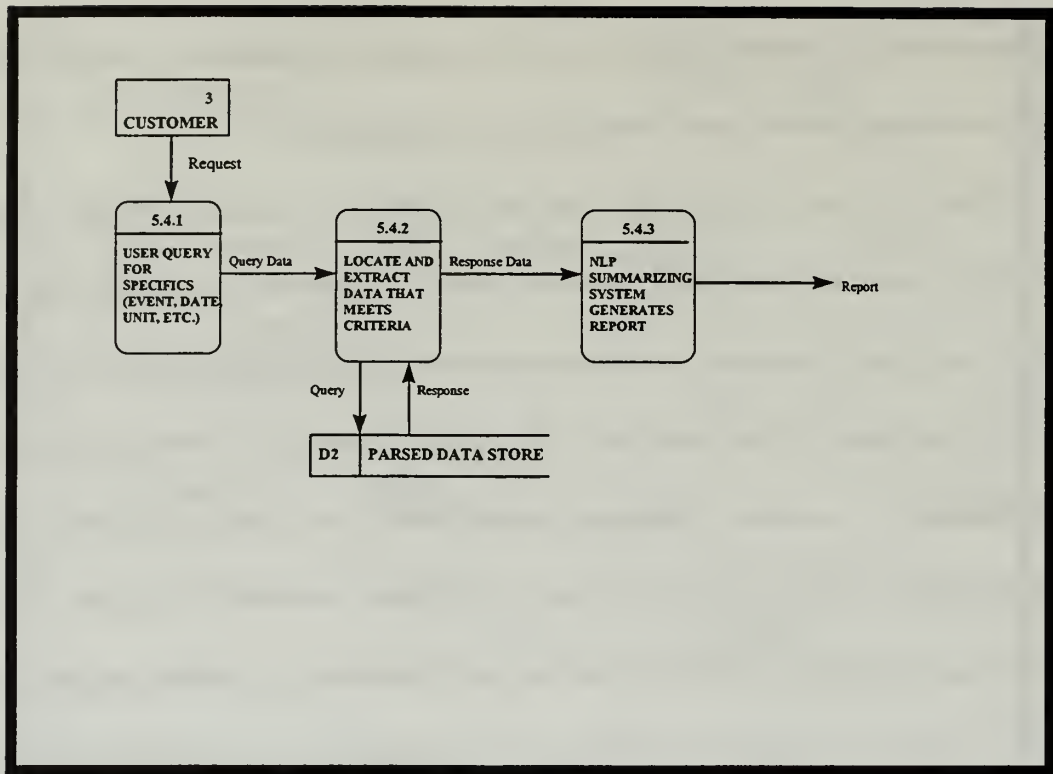 3
CUSTOMER
Request
5.4.1
USER QUERY
FOR
SPECIFICS
(EVENT, DATE,
UNIT, ETC.)
Query Data
5.4.2
LOCATE AND
EXTRACT
DATA THAT
MEETS
CRITERIA
Response Data
5.4.3
NLP
SUMMARIZING
SYSTEM
GENERATES
REPORT
Report
Query
Response
D2 PARSED DATA STORE